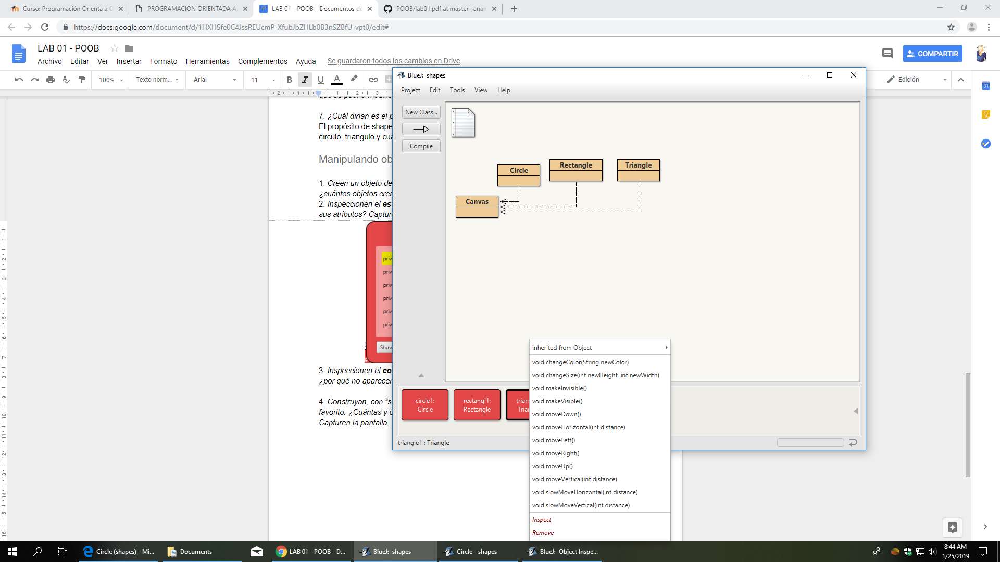 Curso: Programación Orienta a O
PROGRAMACIÓN ORIENTADA A
LAB 01 - POOB - Documentos de
POOB/lab01.pdf at master · anam
https://docs.google.com/document/d/1HXHSfe0C4JssREUcmP-XfubJbZHLb0B3nSZBfU-vpt0/edit#
LAB 01 - POOB
Archivo Editar Ver Insertar Formato Herramientas Complementos Ayuda Se guardaron todos los cambios en Drive
COMPARTIR
100% Texto norm... Arial 11 B I U A
Edición
7. ¿Cuál dirían es el p
El propósito de shape
circulo, triangulo y cua
Manipulando ob
1. Creen un objeto de
¿cuántos objetos crea
2. Inspeccionen el est
sus atributos? Capture
priv
priv
priv
priv
priv
priv
Show
3. Inspeccionen el co
¿por qué no aparecen
4. Construyan, con "s
favorito. ¿Cuántas y c
Capturen la pantalla.
BlueJ: shapes
Project Edit Tools View Help
New Class...
Compile
Circle
Rectangle
Triangle
Canvas
circle1:
Circle
rectangl1:
Rectangle
trian
Trian
triangle1 : Triangle
inherited from Object
void changeColor(String newColor)
void changeSize(int newHeight, int newWidth)
void makeInvisible()
void makeVisible()
void moveDown()
void moveHorizontal(int distance)
void moveLeft()
void moveRight()
void moveUp()
void moveVertical(int distance)
void slowMoveHorizontal(int distance)
void slowMoveVertical(int distance)
Inspect
Remove
Circle (shapes) - Mi...
Documents
LAB 01 - POOB - D...
BlueJ: shapes
Circle - shapes
BlueJ: Object Inspe...
8:44 AM
1/25/2019